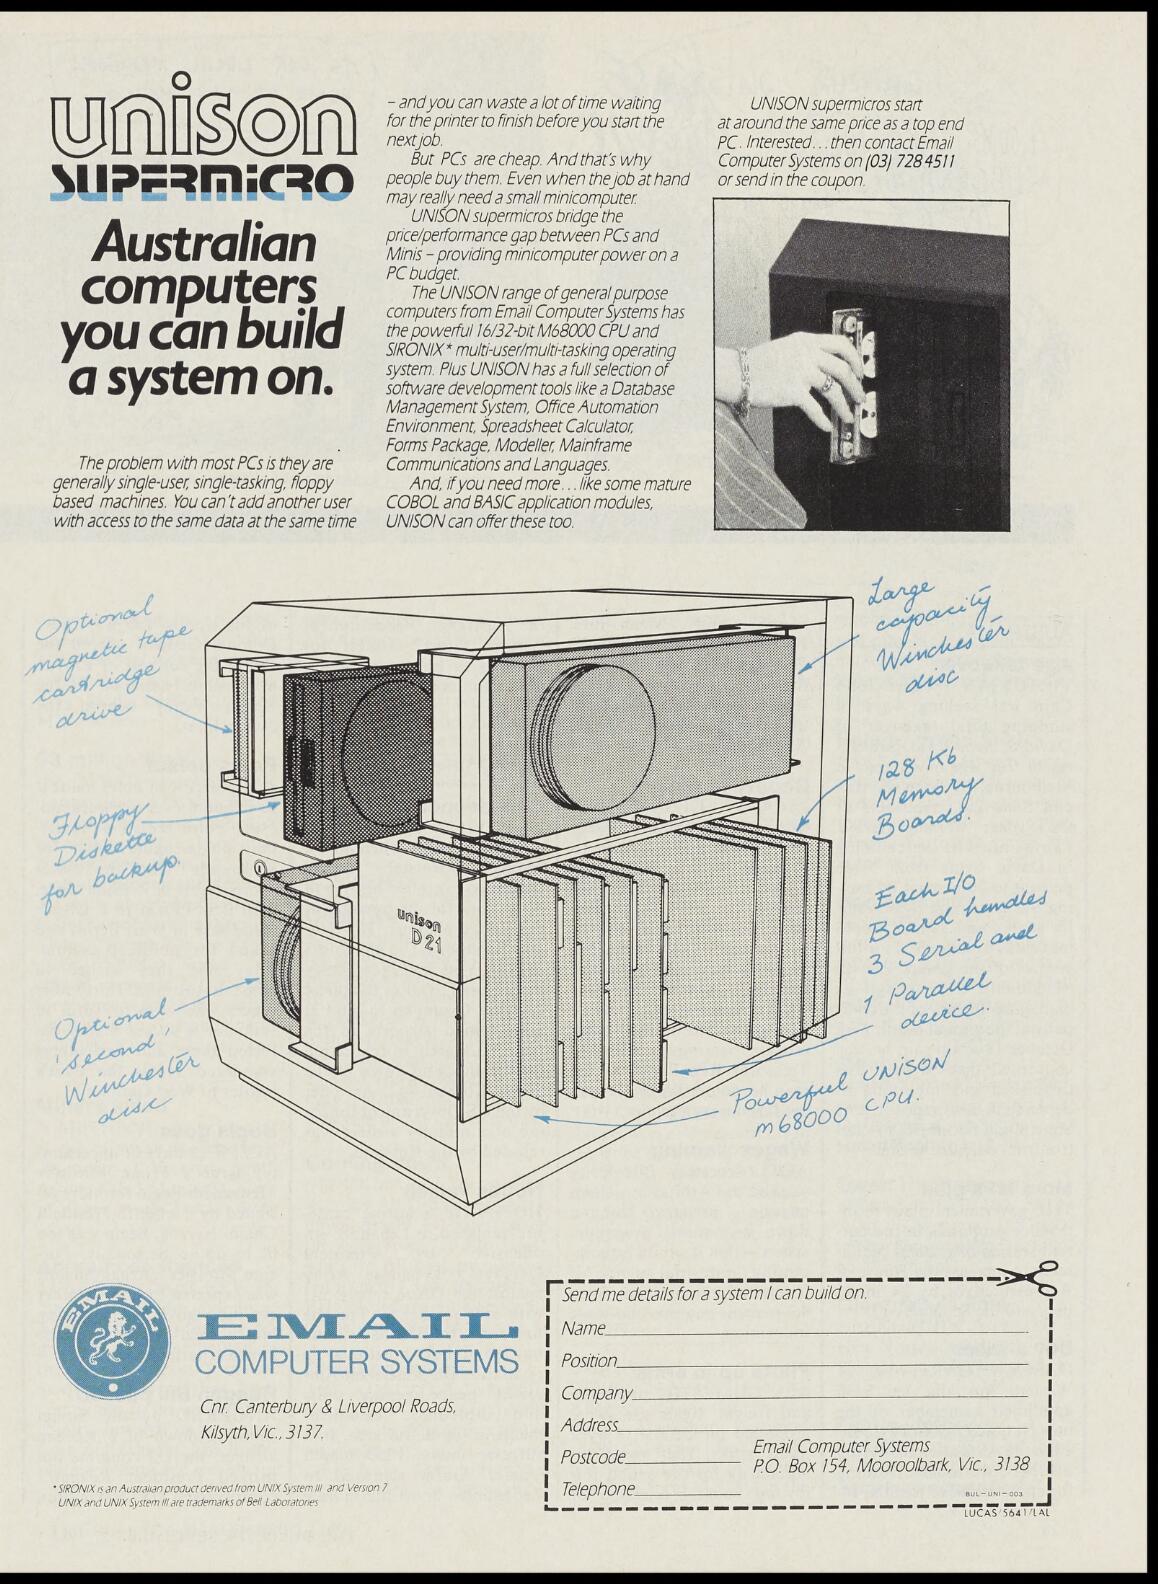 unison
SUPERMiCRO
Australian
computers
you can build
a system on.
The problem with most PCs is they are
generally single-user, single-tasking, floppy
based machines. You can't add another user
with access to the same data at the same time
– and you can waste a lot of time waiting
for the printer to finish before you start the
next job.
But PCs are cheap. And that's why
people buy them. Even when the job at hand
may really need a small minicomputer.
UNISON supermicros bridge the
price/performance gap between PCs and
Minis – providing minicomputer power on a
PC budget.
The UNISON range of general purpose
computers from Email Computer Systems has
the powerful 16/32-bit M68000 CPU and
SIRONIX* multi-user/multi-tasking operating
system. Plus UNISON has a full selection of
software development tools like a Database
Management System, Office Automation
Environment, Spreadsheet Calculator,
Forms Package, Modeller, Mainframe
Communications and Languages.
And, if you need more... like some mature
COBOL and BASIC application modules,
UNISON can offer these too.
UNISON supermicros start
at around the same price as a top end
PC. Interested... then contact Email
Computer Systems on (03) 728 4511
or send in the coupon.
Optional
magnetic tape
cartridge
drive
Floppy
Diskette
for backup.
Optional
'second'
Winchester
disc
unison
D21
Large
capacity
Winchester
disc
128 Kb
Memory
Boards.
Each I/O
Board handles
3 Serial and
1 Parallel
device.
Powerful UNISON
m68000 CPU.
EMAIL
EMAIL
COMPUTER SYSTEMS
Cnr. Canterbury & Liverpool Roads,
Kilsyth, Vic., 3137.
* SIRONIX is an Australian product derived from UNIX System III and Version 7
UNIX and UNIX System III are trademarks of Bell Laboratories
Send me details for a system I can build on.
Name
Position
Company
Address
Postcode
Telephone
Email Computer Systems
P.O. Box 154, Mooroolbark, Vic., 3138
BUL-UNI-003
LUCAS/5641/LAL